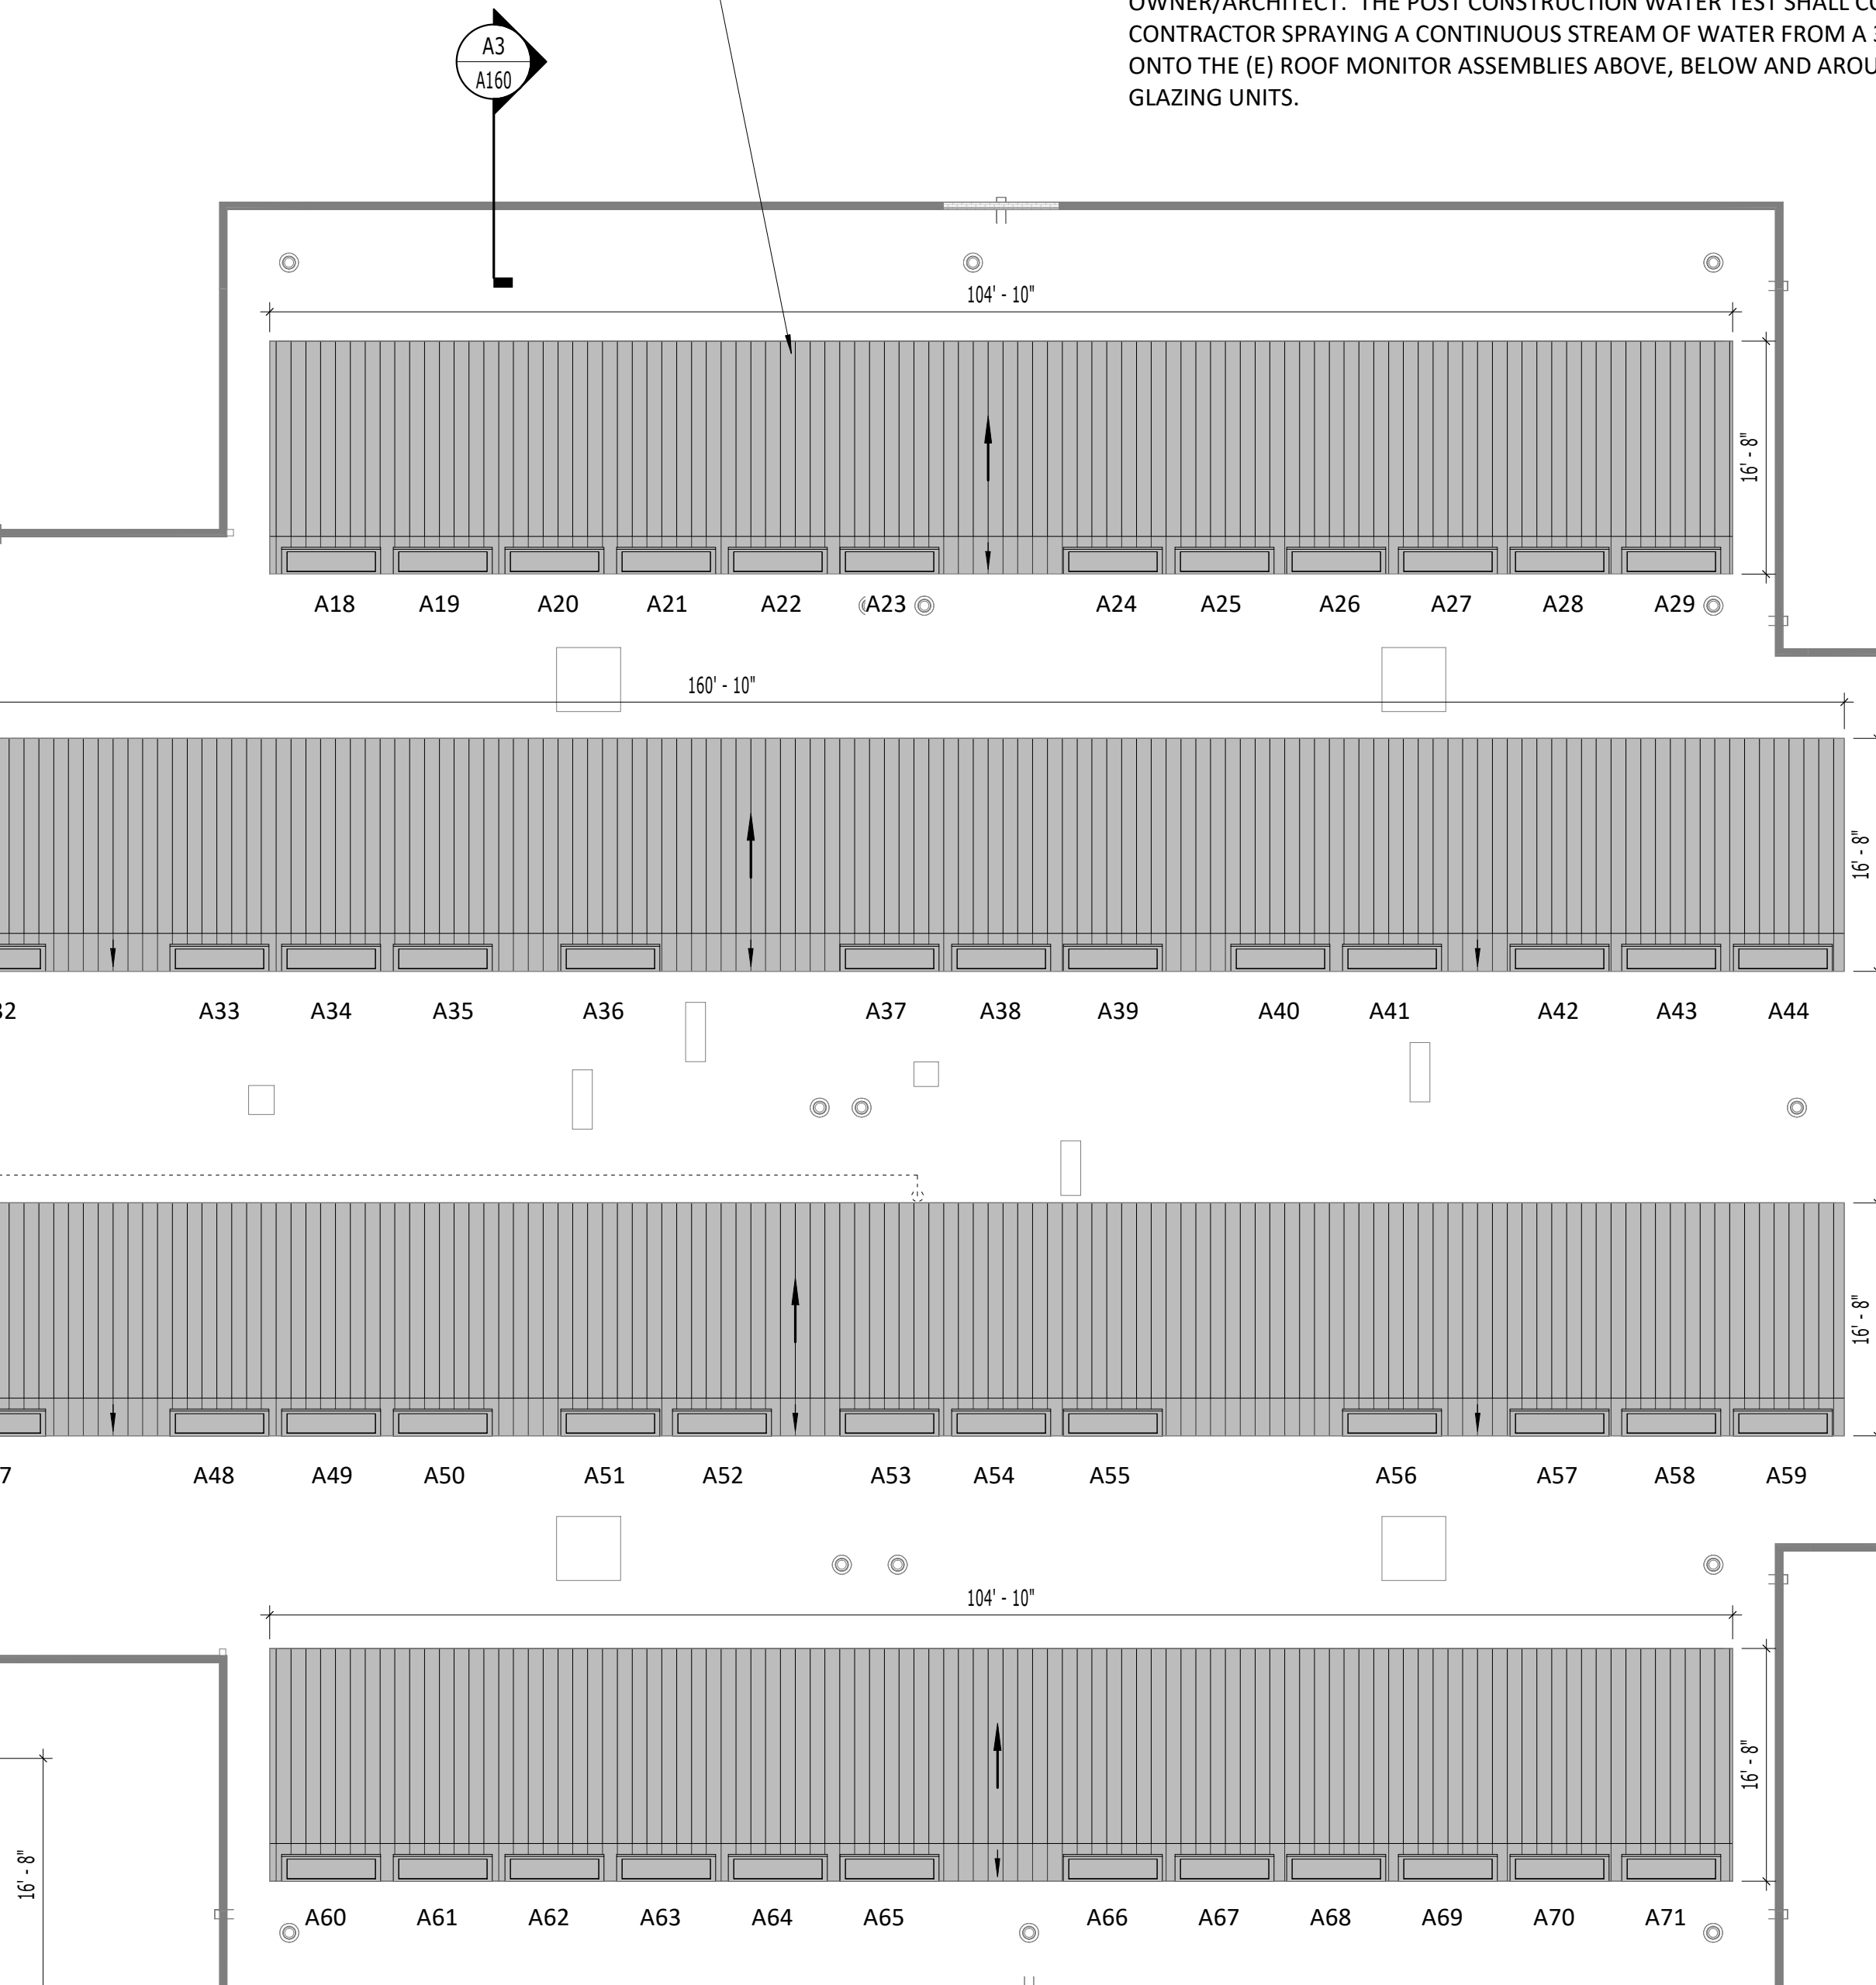 OWNER/ARCHITECT. THE POST CONSTRUCTION WATER TEST SHALL
CONTRACTOR SPRAYING A CONTINUOUS STREAM OF WATER FROM A
ONTO THE (E) ROOF MONITOR ASSEMBLIES ABOVE, BELOW AND
GLAZING UNITS.
A3
A160
104' - 10"
16' - 8"
A18 A19 A20 A21 A22 A23 A24 A25 A26 A27 A28 A29
160' - 10"
16' - 8"
A33 A34 A35 A36 A37 A38 A39 A40 A41 A42 A43 A44
16' - 8"
A48 A49 A50 A51 A52 A53 A54 A55 A56 A57 A58 A59
104' - 10"
16' - 8"
16' - 8"
A60 A61 A62 A63 A64 A65 A66 A67 A68 A69 A70 A71